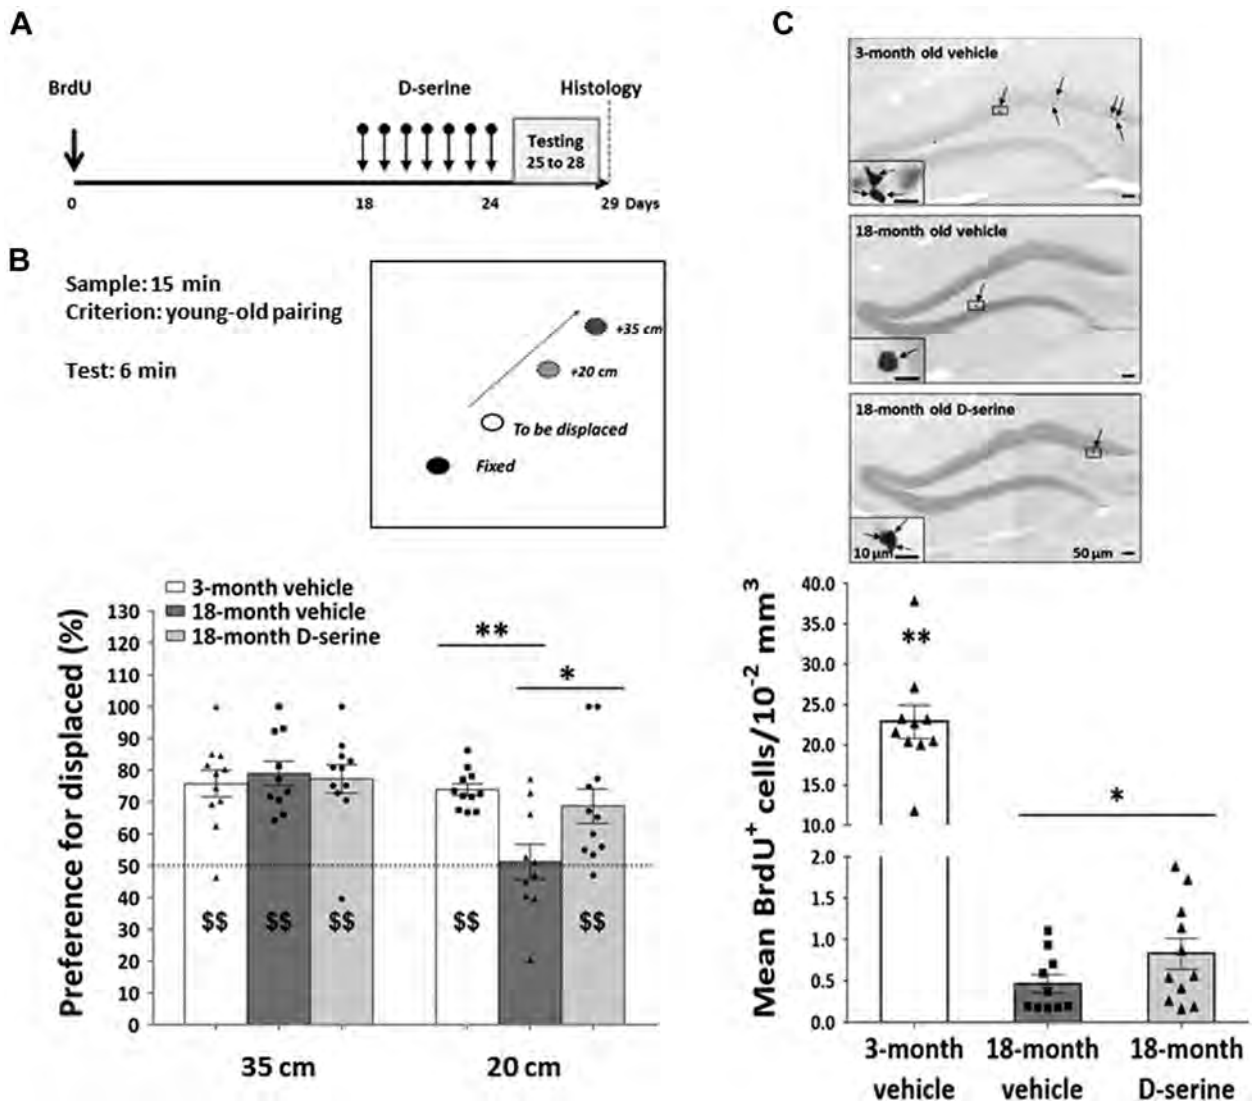 A
BrdU
D-serine
Histology
Testing
25 to 28
0
18
24
29 Days
B
Sample: 15 min
Criterion: young-old pairing
Test: 6 min
+35 cm
+20 cm
To be displaced
Fixed
3-month vehicle
18-month vehicle
18-month D-serine
Preference for displaced (%)
130
120
110
100
90
80
70
60
50
40
30
20
10
0
**
*
$$
$$
$$
$$
$$
35 cm
20 cm
C
3-month old vehicle
18-month old vehicle
18-month old D-serine
10 µm
50 µm
Mean BrdU+ cells/10-2 mm3
40.0
35.0
30.0
25.0
20.0
15.0
10.0
2.0
1.5
1.0
0.5
0.0
**
*
3-month
vehicle
18-month
vehicle
18-month
D-serine